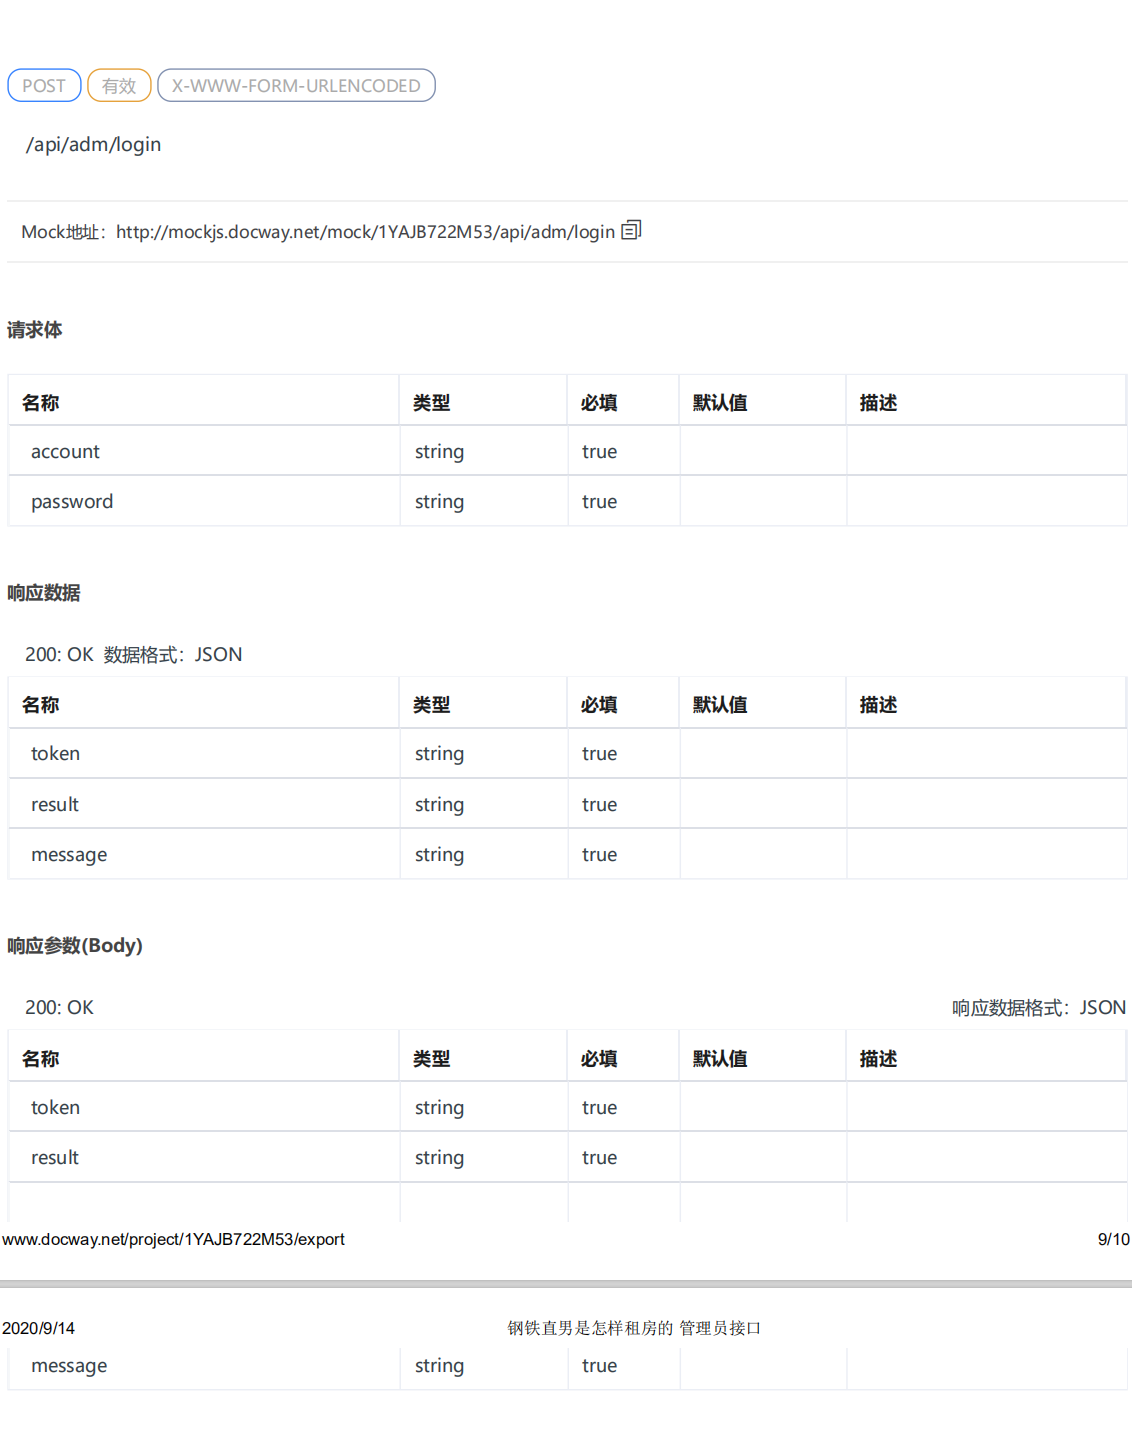 POST 有效 X-WWW-FORM-URLENCODED
/api/adm/login
Mock地址：http://mockjs.docway.net/mock/1YAJB722M53/api/adm/login
请求体
名称 类型 必填 默认值 描述
account string true
password string true
响应数据
200: OK 数据格式：JSON
名称 类型 必填 默认值 描述
token string true
result string true
message string true
响应参数(Body)
200: OK 响应数据格式：JSON
名称 类型 必填 默认值 描述
token string true
result string true
www.docway.net/project/1YAJB722M53/export 9/10
2020/9/14 钢铁直男是怎样租房的 管理员接口
message string true